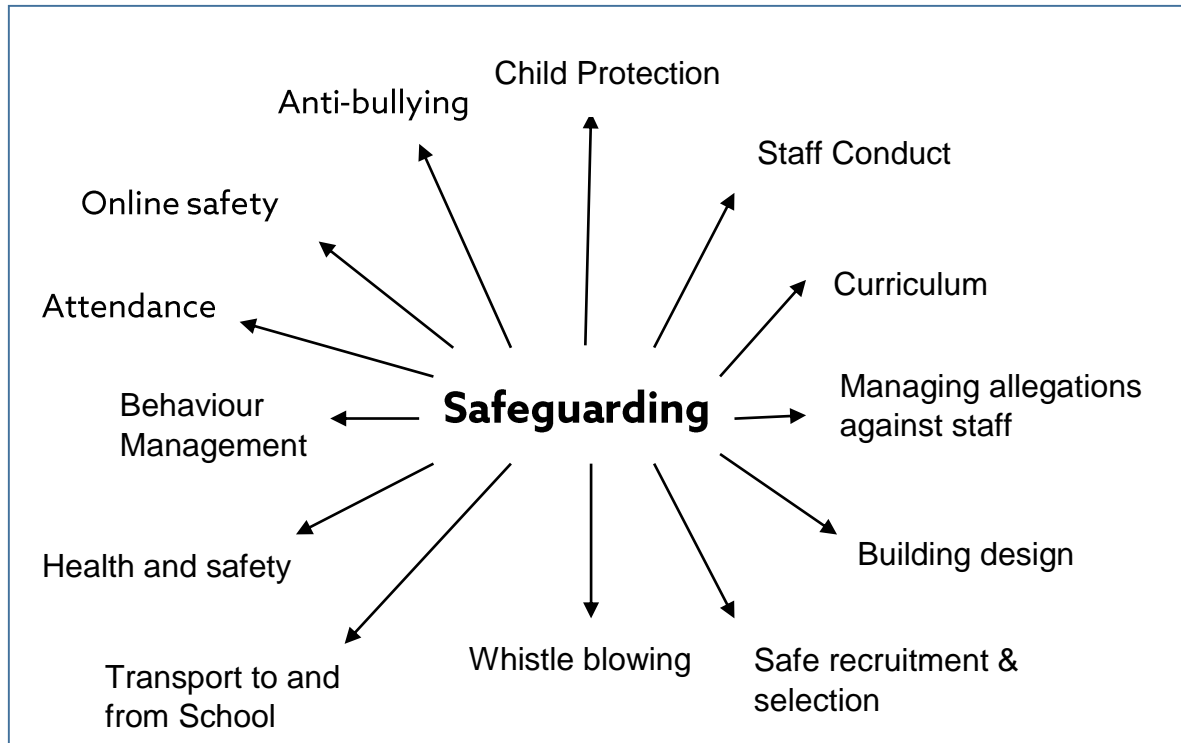 Child Protection
Anti-bullying
Staff Conduct
Online safety
Curriculum
Attendance
Managing allegations
against staff
Behaviour
Management
Safeguarding
Building design
Health and safety
Whistle blowing
Safe recruitment &
selection
Transport to and
from School